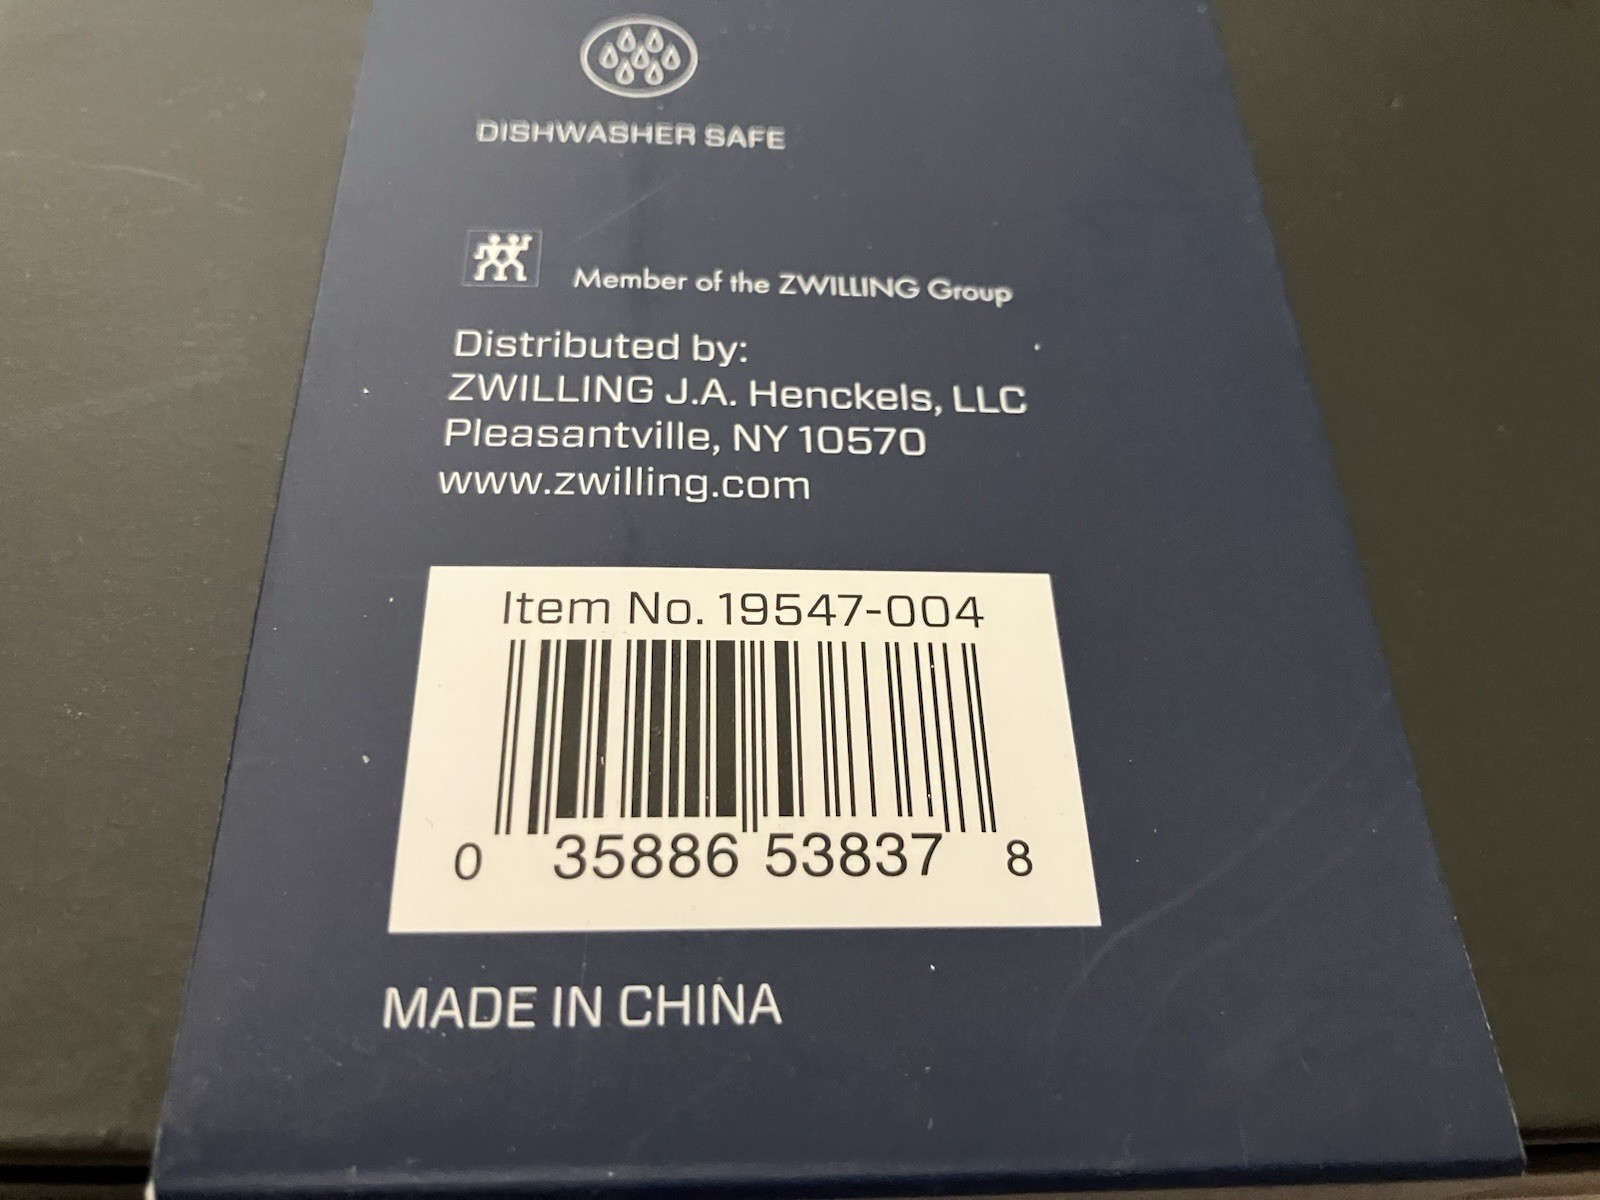 DISHWASHER SAFE
Member of the ZWILLING Group
Distributed by:
ZWILLING J.A. Henckels, LLC
Pleasantville, NY 10570
www.zwilling.com
Item No. 19547-004
0 35886 53837 8
MADE IN CHINA